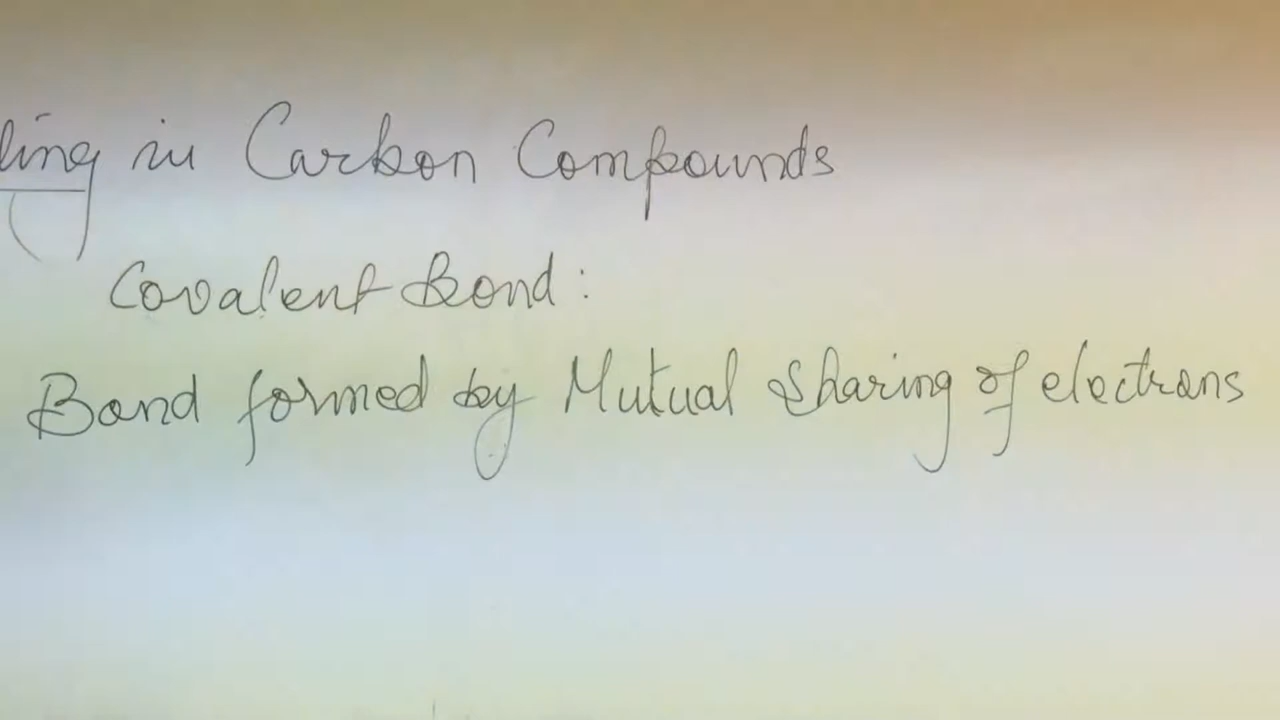 ling in Carbon Compounds
Covalent Bond:
Bond formed by Mutual Sharing of electrons